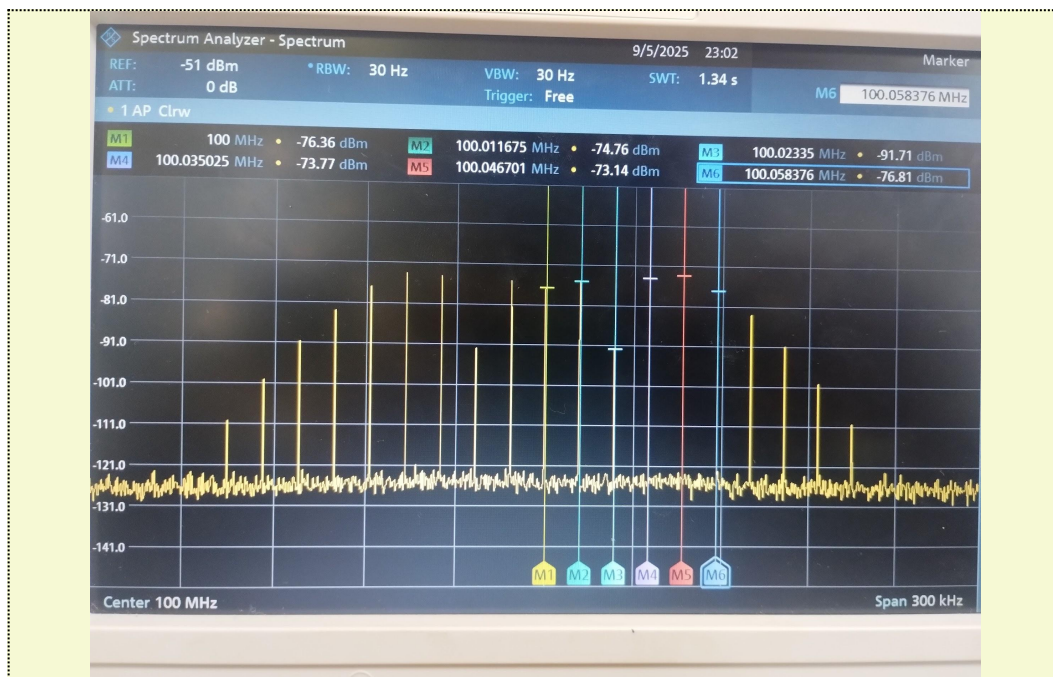 Spectrum Analyzer - Spectrum
9/5/2025 23:02
Marker
REF: -51 dBm
*RBW: 30 Hz
VBW: 30 Hz
SWT: 1.34 s
ATT: 0 dB
Trigger: Free
M6 100.058376 MHz
1 AP Clrw
M1 100 MHz • -76.36 dBm
M2 100.011675 MHz • -74.76 dBm
M3 100.02335 MHz • -91.71 dBm
M4 100.035025 MHz • -73.77 dBm
M5 100.046701 MHz • -73.14 dBm
M6 100.058376 MHz • -76.81 dBm
-61.0
-71.0
-81.0
-91.0
-101.0
-111.0
-121.0
-131.0
-141.0
M1 M2 M3 M4 M5 M6
Center 100 MHz
Span 300 kHz